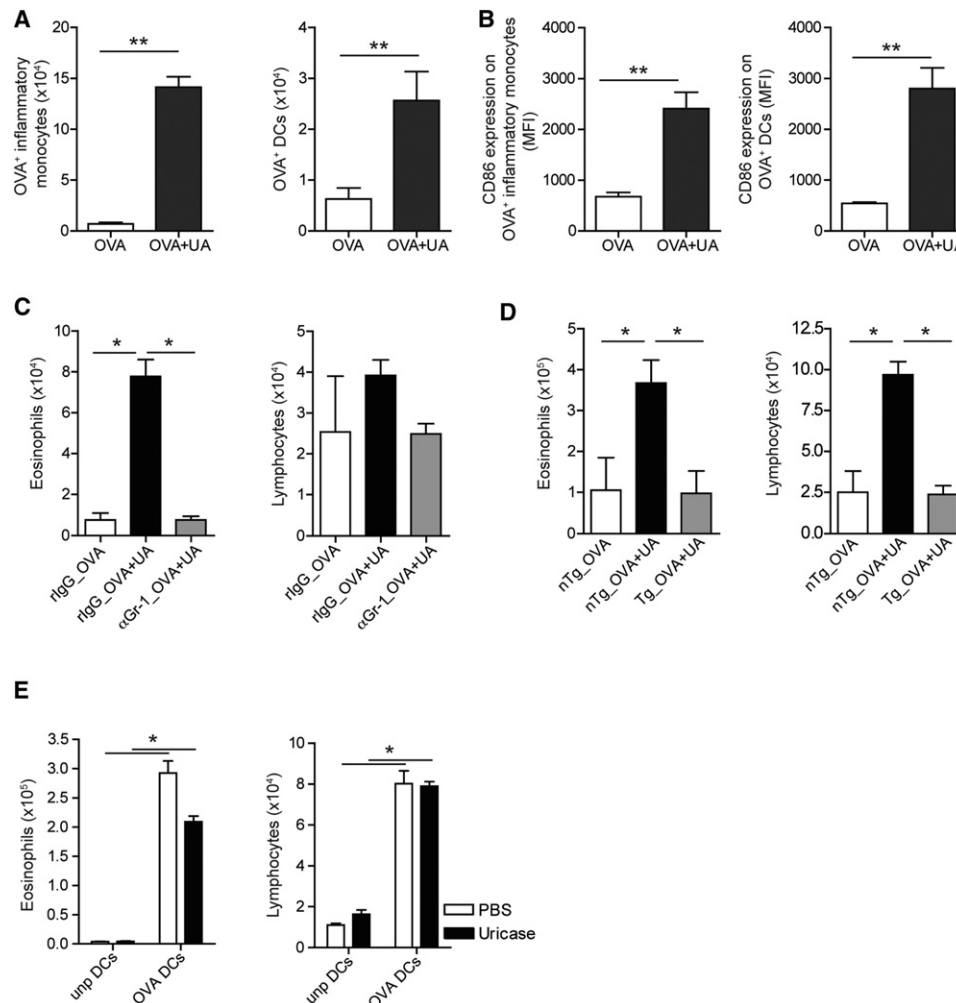 A
OVA+ inflammatory
monocytes (x10⁴)
20
15
10
5
0
**
OVA
OVA+UA
OVA+ DCs (x10⁴)
4
3
2
1
0
**
OVA
OVA+UA
B
CD86 expression on
OVA+ inflammatory monocytes
(MFI)
4000
3000
2000
1000
0
**
OVA
OVA+UA
CD86 expression on
OVA+ DCs (MFI)
4000
3000
2000
1000
0
**
OVA
OVA+UA
C
Eosinophils (x10⁴)
10
8
6
4
2
0
*
*
rIgG_OVA
rIgG_OVA+UA
αGr-1_OVA+UA
Lymphocytes (x10⁴)
5
4
3
2
1
0
rIgG_OVA
rIgG_OVA+UA
αGr-1_OVA+UA
D
Eosinophils (x10⁵)
5
4
3
2
1
0
*
*
nTg_OVA
nTg_OVA+UA
Tg_OVA+UA
Lymphocytes (x10⁴)
12.5
10.0
7.5
5.0
2.5
0.0
*
*
nTg_OVA
nTg_OVA+UA
Tg_OVA+UA
E
Eosinophils (x10⁵)
3.5
3.0
2.5
2.0
1.5
1.0
0.5
0.0
*
unp DCs
OVA DCs
Lymphocytes (x10⁴)
10
8
6
4
2
0
*
unp DCs
OVA DCs
PBS
Uricase